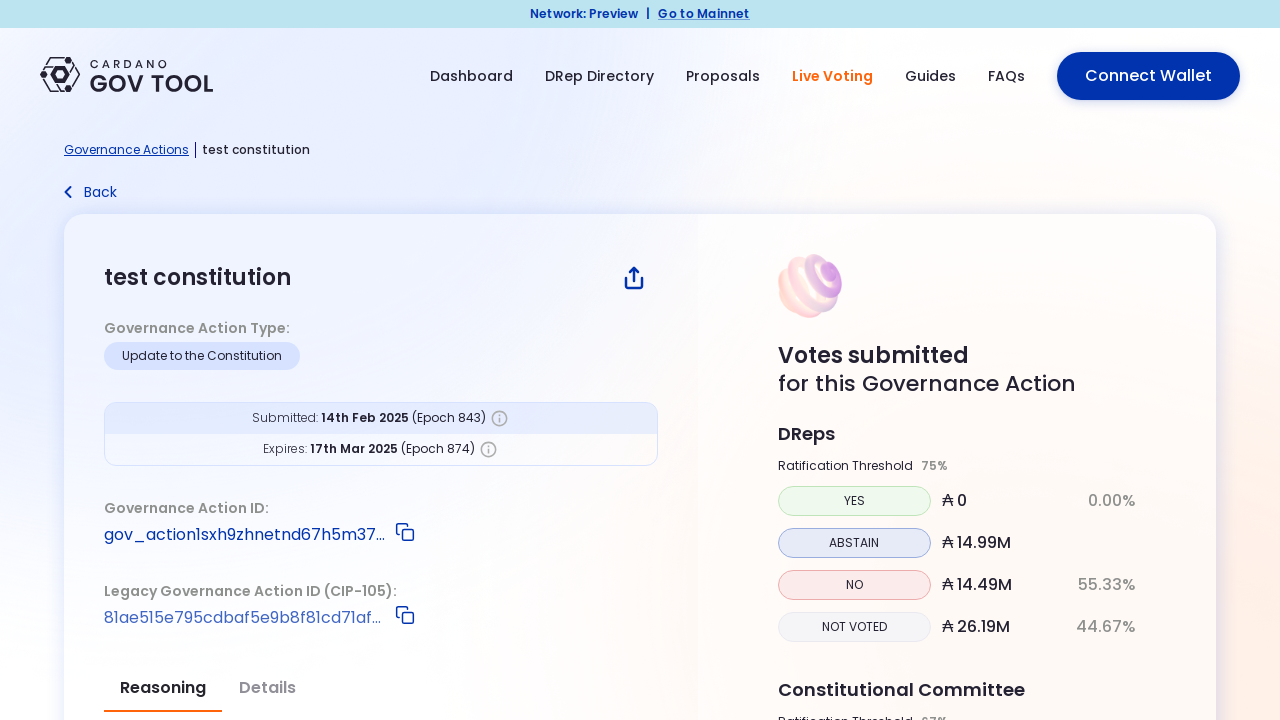 Network: Preview | Go to Mainnet
CARDANO
GOV TOOL
Dashboard
DRep Directory
Proposals
Live Voting
Guides
FAQs
Connect Wallet
Governance Actions | test constitution
Back
test constitution
Governance Action Type:
Update to the Constitution
Submitted: 14th Feb 2025 (Epoch 843)
Expires: 17th Mar 2025 (Epoch 874)
Governance Action ID:
gov_action1sxh9zhnetnd67h5m37...
Legacy Governance Action ID (CIP-105):
81ae515e795cdbaf5e9b8f81cd71af...
Reasoning
Details
Votes submitted
for this Governance Action
DReps
Ratification Threshold 75%
YES ₳ 0 0.00%
ABSTAIN ₳ 14.99M
NO ₳ 14.49M 55.33%
NOT VOTED ₳ 26.19M 44.67%
Constitutional Committee
Ratification Threshold 67%